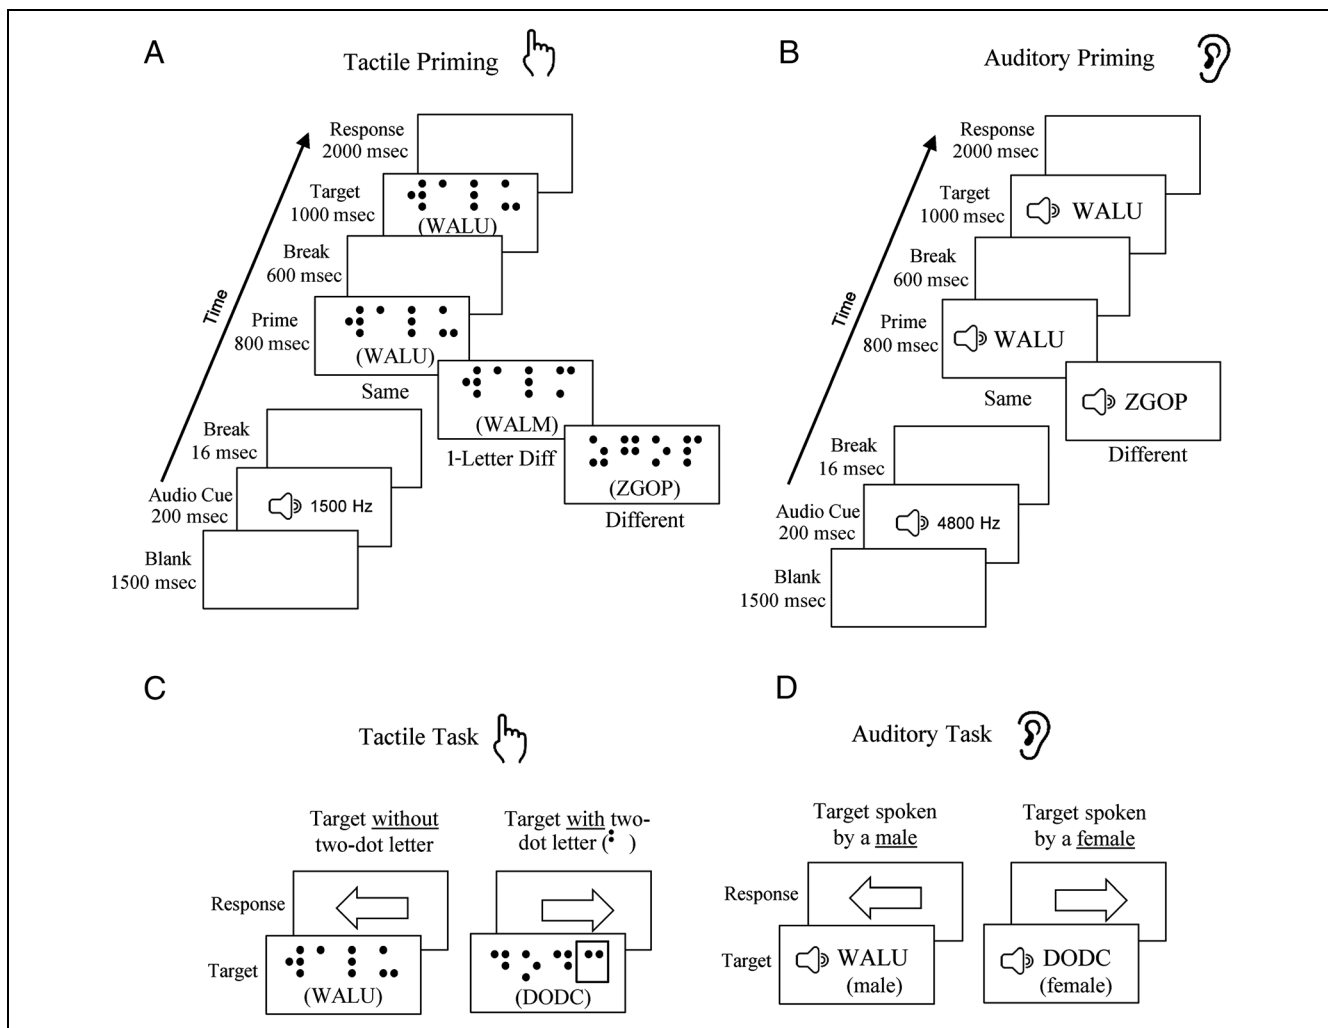 A
Tactile Priming
Response
2000 msec
Target
1000 msec
(WALU)
Break
600 msec
Time
Prime
800 msec
(WALU)
Same
(WALM)
1-Letter Diff
(ZGOP)
Different
Break
16 msec
Audio Cue
200 msec
1500 Hz
Blank
1500 msec
B
Auditory Priming
Response
2000 msec
Target
1000 msec
WALU
Break
600 msec
Time
Prime
800 msec
WALU
Same
ZGOP
Different
Break
16 msec
Audio Cue
200 msec
4800 Hz
Blank
1500 msec
C
Tactile Task
Target without
two-dot letter
Target with two-
dot letter (⠃)
Response
Target
(WALU)
(DODC)
D
Auditory Task
Target spoken
by a male
Target spoken
by a female
Response
Target
WALU
(male)
DODC
(female)